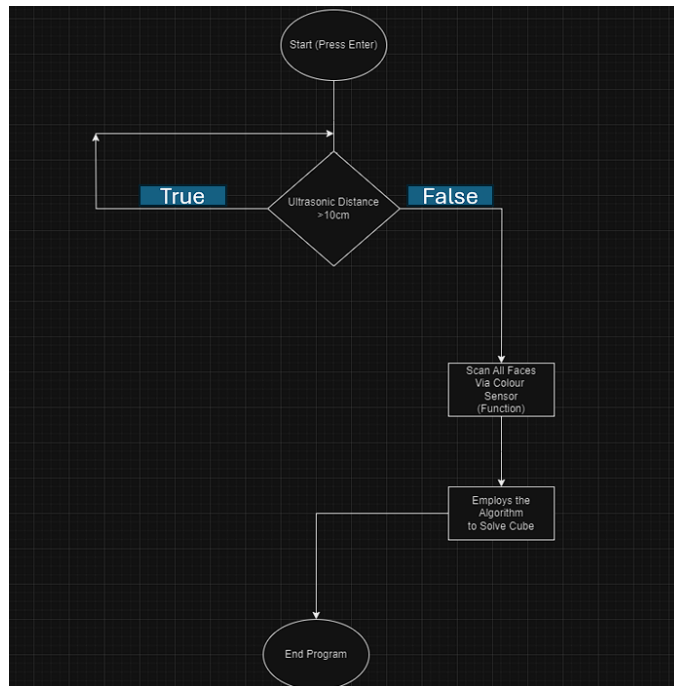 Start (Press Enter)
True
False
Ultrasonic Distance
>10cm
Scan All Faces
Via Colour
Sensor
(Function)
Employs the
Algorithm
to Solve Cube
End Program